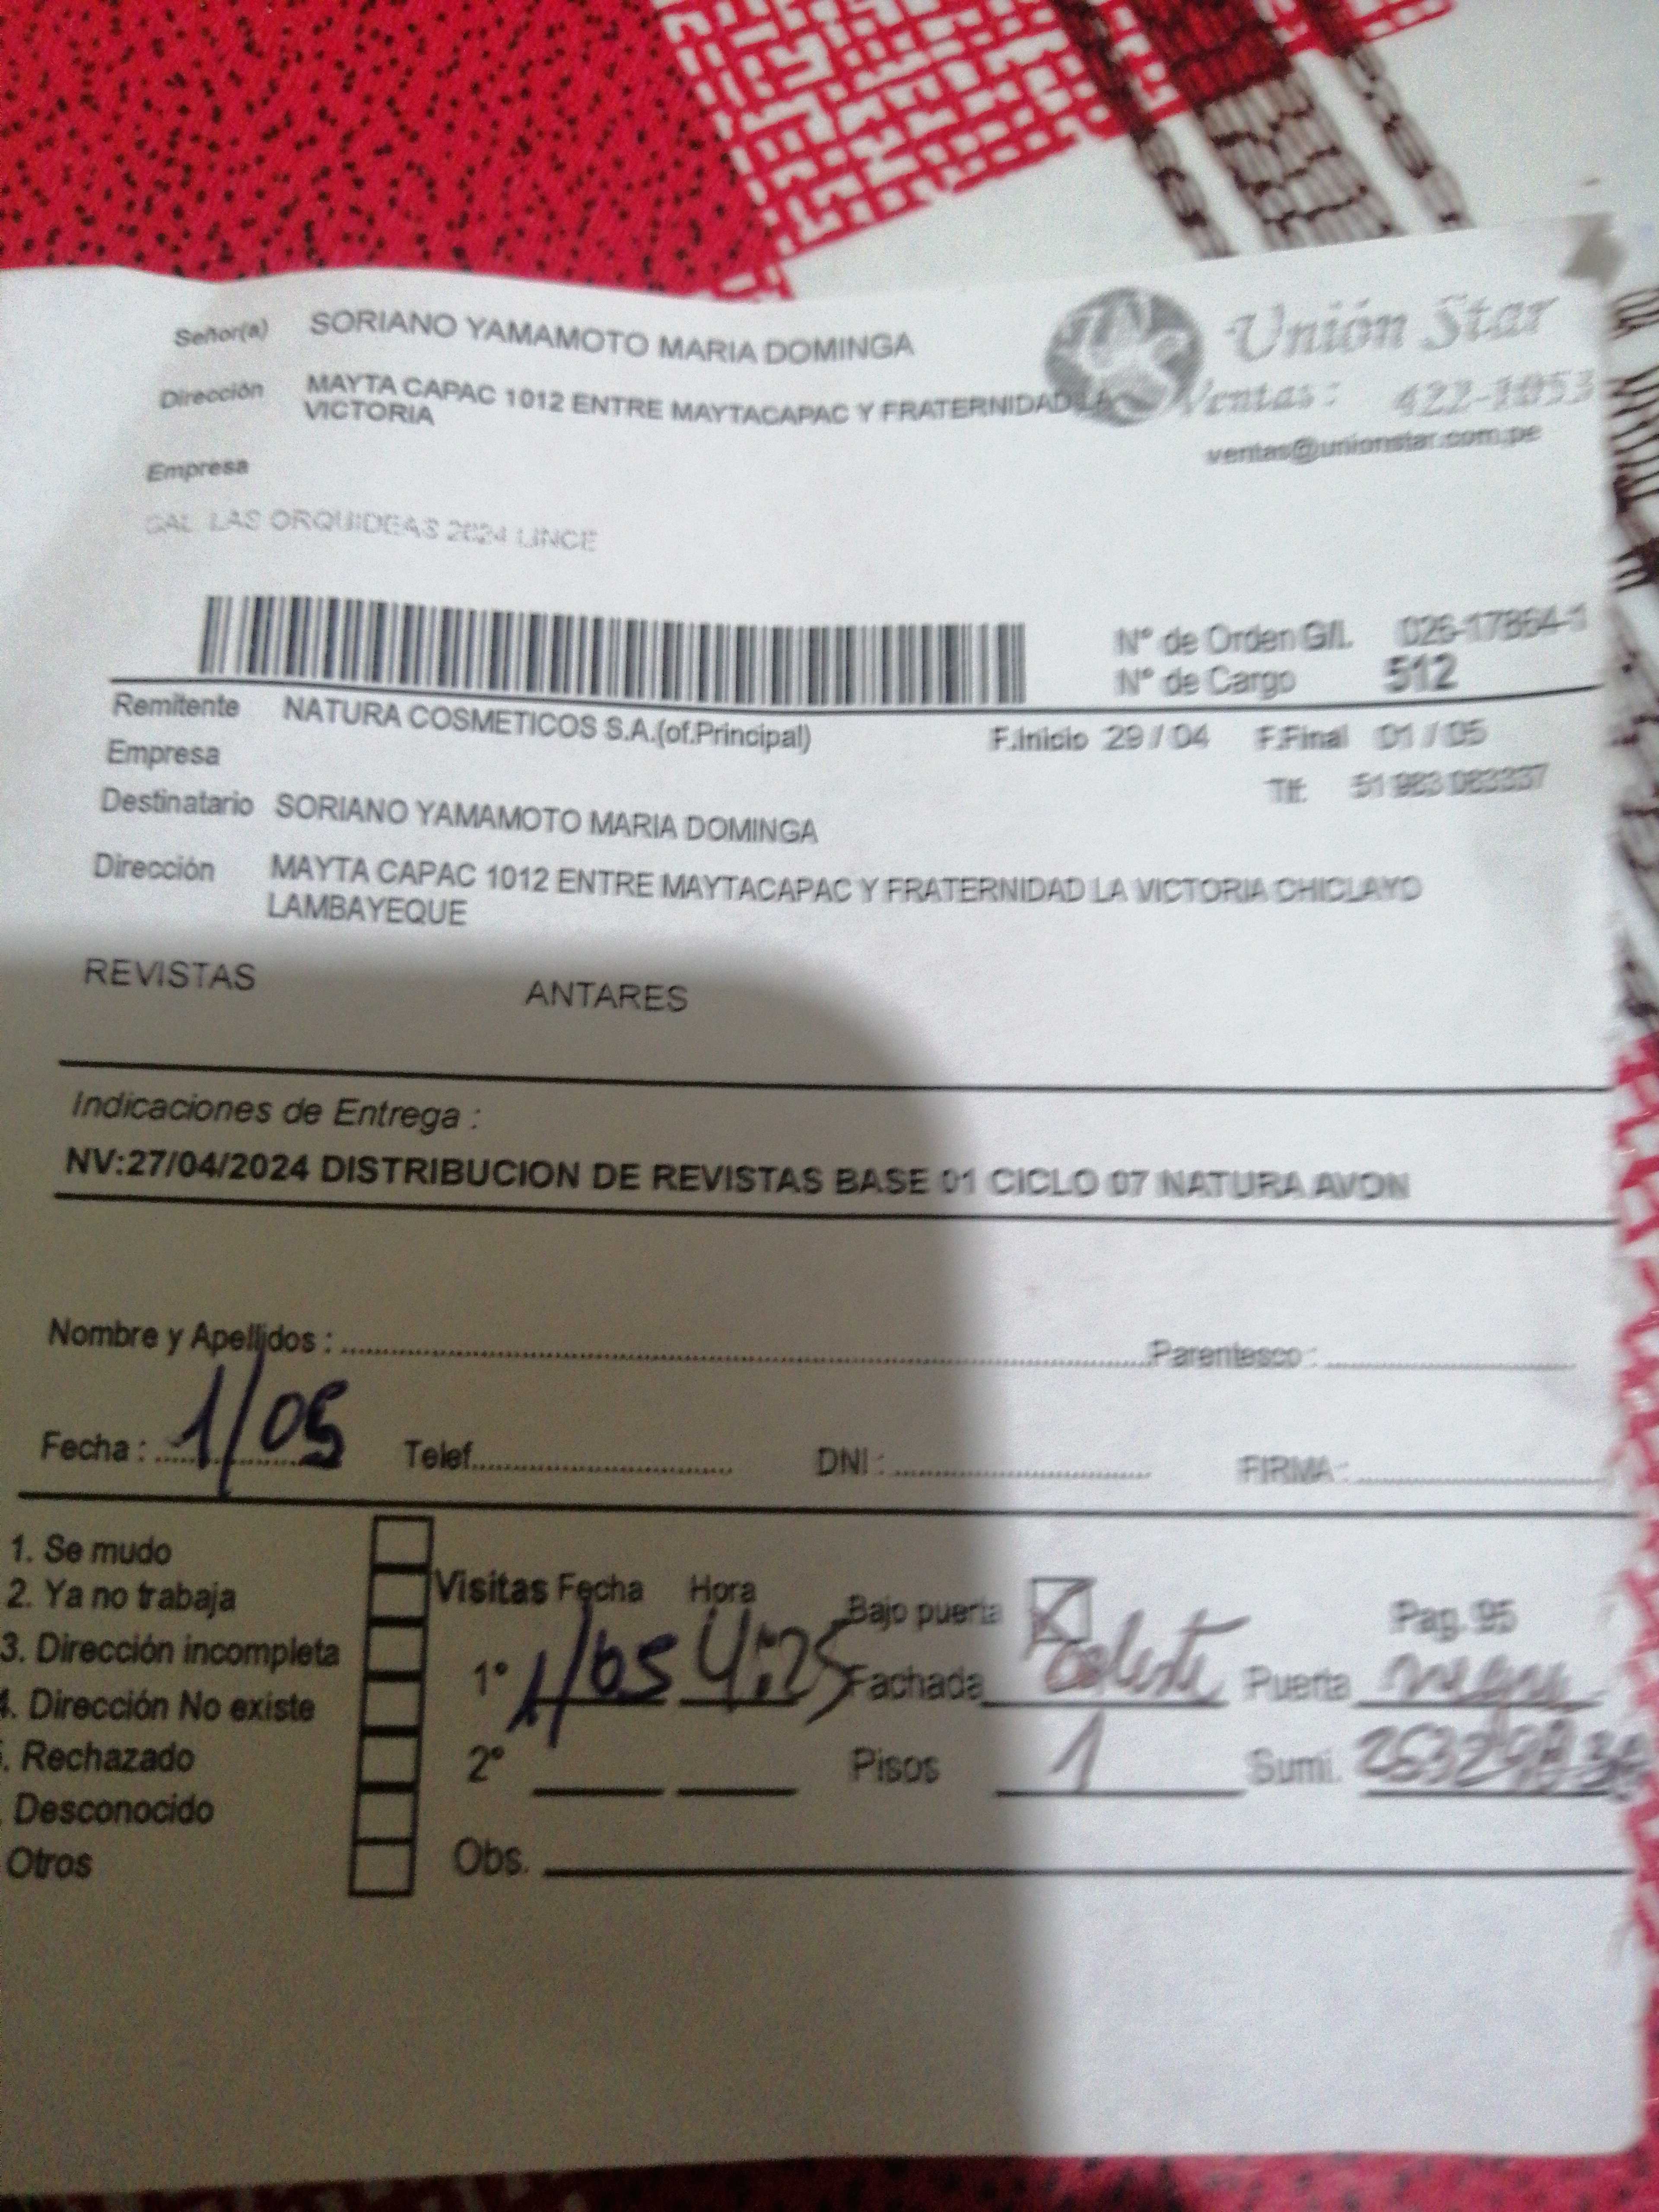 Señor(a) SORIANO YAMAMOTO MARIA DOMINGA
Unión Star
Dirección MAYTA CAPAC 1012 ENTRE MAYTACAPAC Y FRATERNIDAD LA
VICTORIA
Ventas: 422-1053
ventas@unionstar.com.pe
Empresa
CAL LAS ORQUIDEAS 2624 LINCE
N° de Orden G/L
N° de Cargo 512
Remitente NATURA COSMETICOS S.A.(of.Principal) F.Inicio 29 / 04 F.Final 01 / 05
Empresa
Tlf: 51 983 083337
Destinatario SORIANO YAMAMOTO MARIA DOMINGA
Dirección MAYTA CAPAC 1012 ENTRE MAYTACAPAC Y FRATERNIDAD LA VICTORIA CHICLAYO
LAMBAYEQUE
REVISTAS ANTARES
Indicaciones de Entrega :
NV:27/04/2024 DISTRIBUCION DE REVISTAS BASE 01 CICLO 07 NATURA AVON
Nombre y Apellidos : Parentesco :
Fecha : 1/05 Telef. DNI : FIRMA :
1. Se mudo
2. Ya no trabaja
3. Dirección incompleta
4. Dirección No existe
. Rechazado
. Desconocido
Otros
Visitas Fecha Hora Bajo puerta Pag. 95
1° 1/05 4:25 Fachada Celeste Puerta negra
2° Pisos 1 Sumi.
Obs.